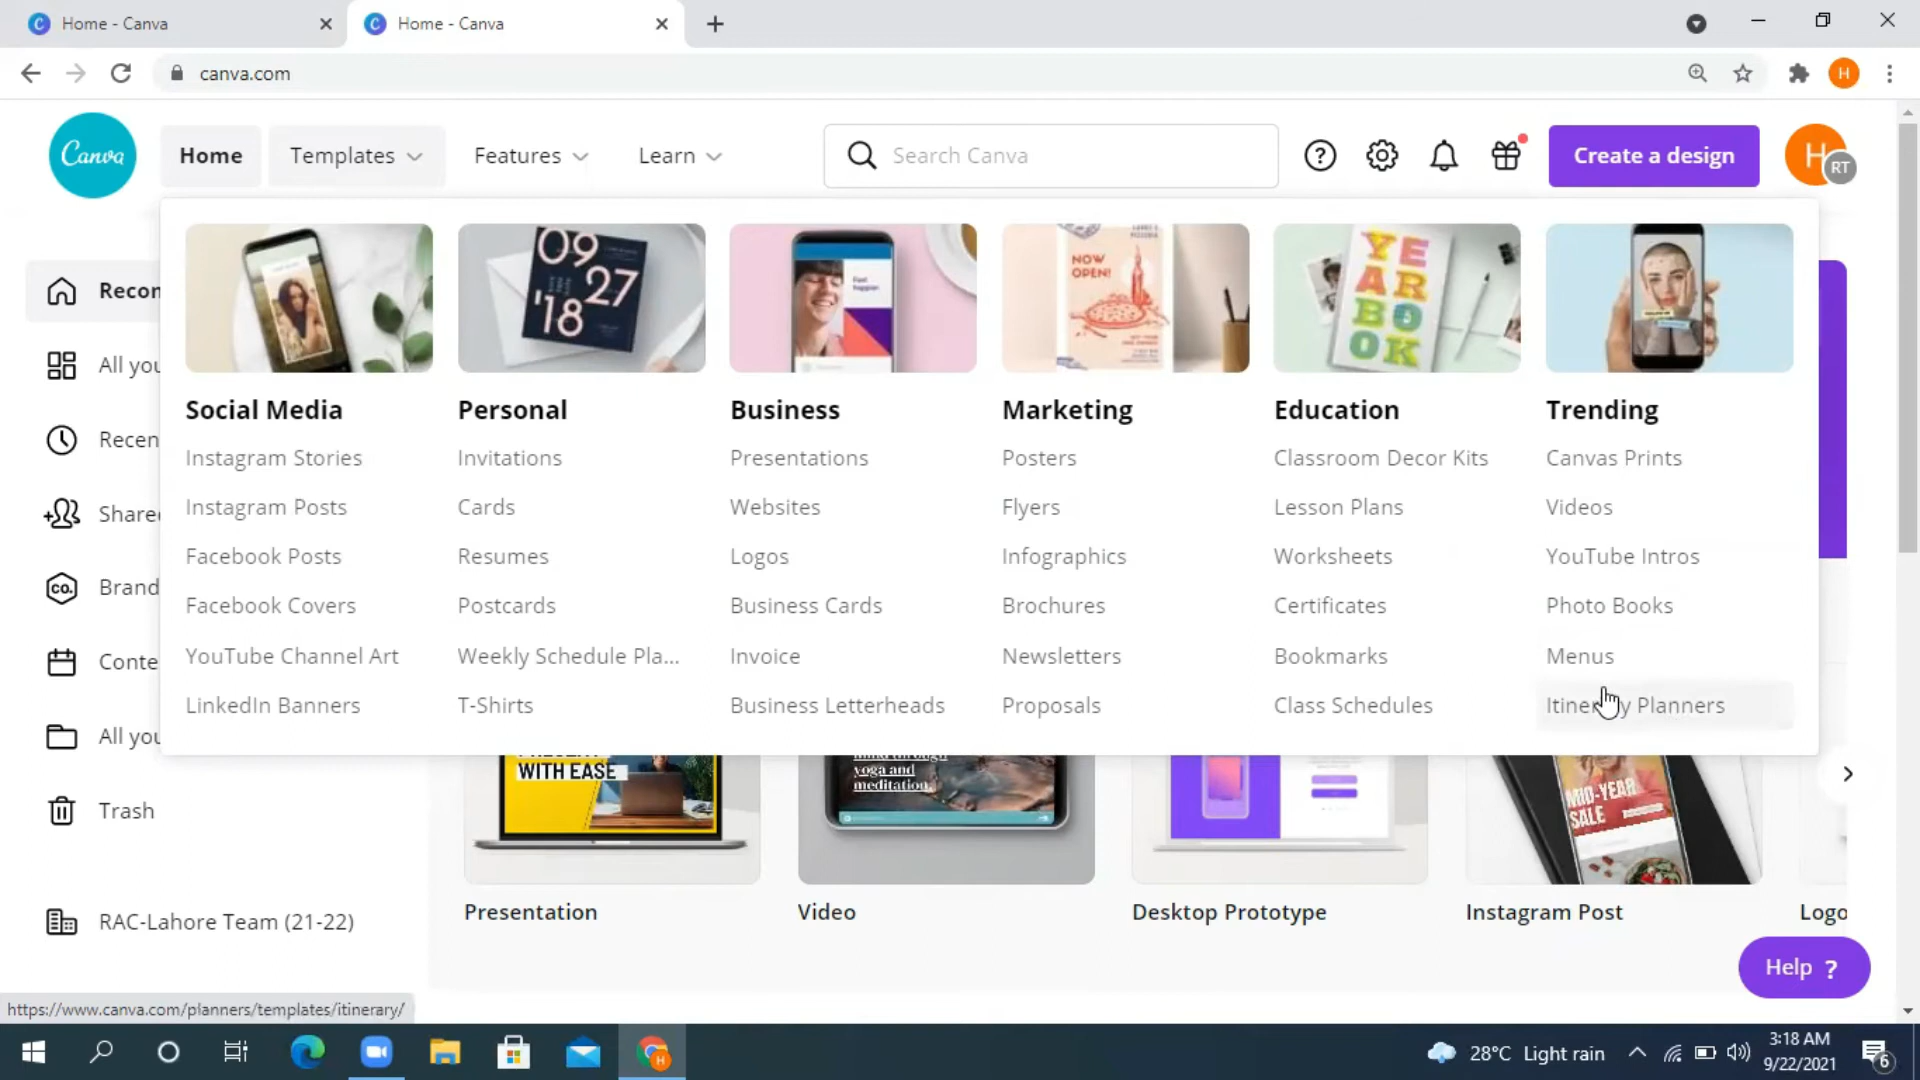 Home - Canva
Home - Canva
canva.com
H
Canva
Home
Templates
Features
Learn
Search Canva
Create a design
H
RT
09
27
'18
NOW
OPEN!
YE
AR
BO
OK
Recon
All you
Recen
Share
Brand
Conte
All you
Trash
RAC-Lahore Team (21-22)
Social Media
Instagram Stories
Instagram Posts
Facebook Posts
Facebook Covers
YouTube Channel Art
LinkedIn Banners
Personal
Invitations
Cards
Resumes
Postcards
Weekly Schedule Pla...
T-Shirts
Business
Presentations
Websites
Logos
Business Cards
Invoice
Business Letterheads
Marketing
Posters
Flyers
Infographics
Brochures
Newsletters
Proposals
Education
Classroom Decor Kits
Lesson Plans
Worksheets
Certificates
Bookmarks
Class Schedules
Trending
Canvas Prints
Videos
YouTube Intros
Photo Books
Menus
Itinerary Planners
WITH EASE
yoga and
meditation.
MID-YEAR
SALE
Presentation
Video
Desktop Prototype
Instagram Post
Logo
Help ?
https://www.canva.com/planners/templates/itinerary/
28°C Light rain
3:18 AM
9/22/2021
6